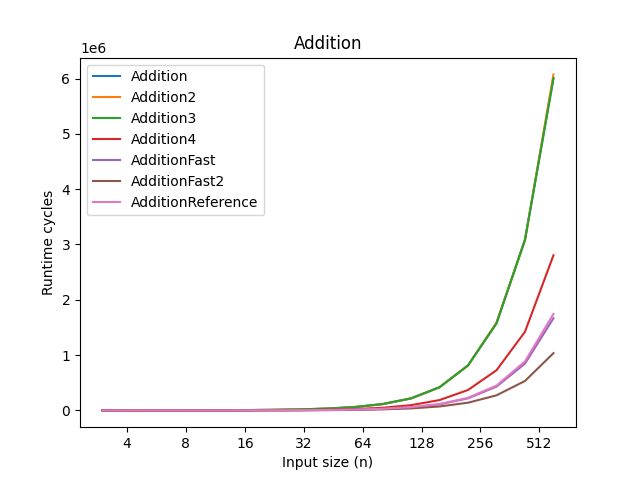 Addition
1e6
Addition
Addition2
Addition3
Addition4
AdditionFast
AdditionFast2
AdditionReference
Runtime cycles
6
5
4
3
2
1
0
4 8 16 32 64 128 256 512
Input size (n)